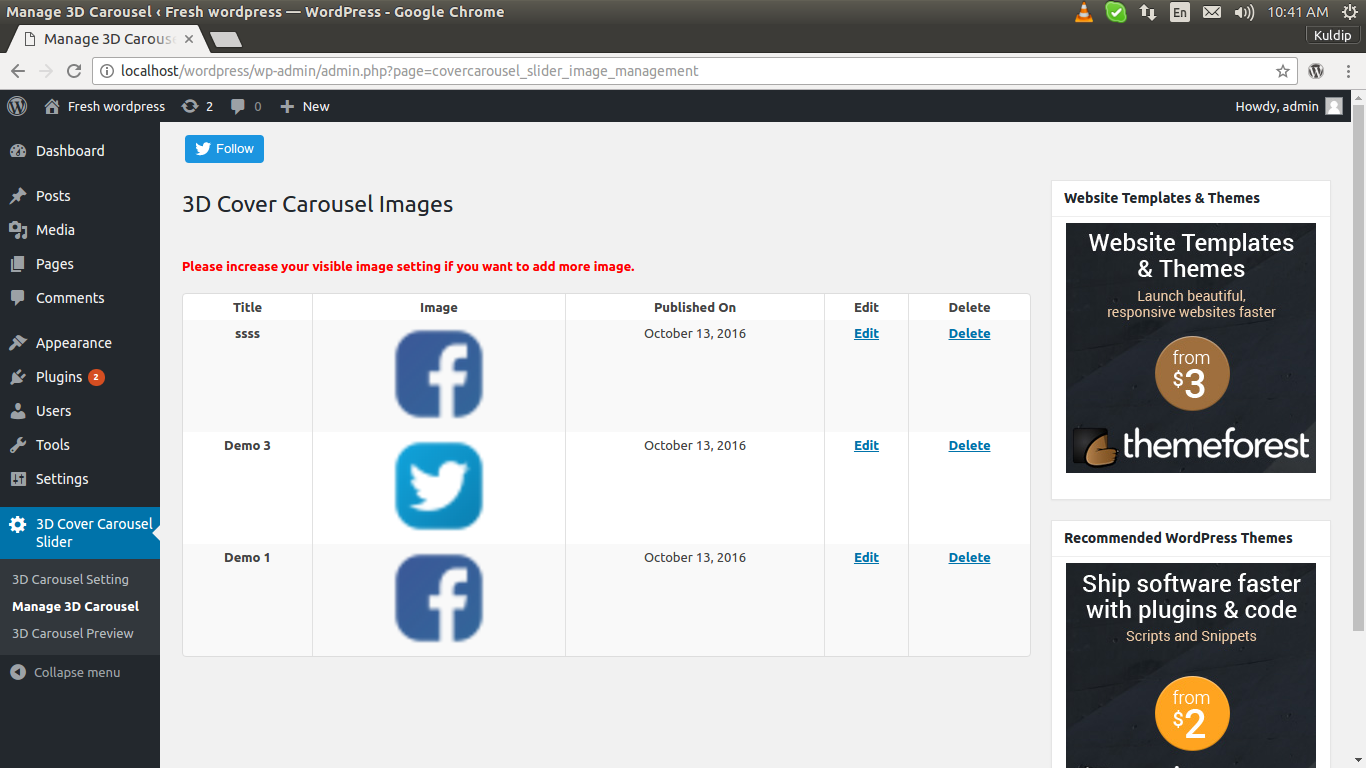 Manage 3D Carousel ‹ Fresh wordpress — WordPress - Google Chrome
En
10:41 AM
Manage 3D Carouse
Kuldip
localhost/wordpress/wp-admin/admin.php?page=covercarousel_slider_image_management
Fresh wordpress
2
0
New
Howdy, admin
Dashboard
Posts
Media
Pages
Comments
Appearance
Plugins 2
Users
Tools
Settings
3D Cover Carousel
Slider
3D Carousel Setting
Manage 3D Carousel
3D Carousel Preview
Collapse menu
Follow
3D Cover Carousel Images
Please increase your visible image setting if you want to add more image.
Title Image Published On Edit Delete
ssss October 13, 2016 Edit Delete
Demo 3 October 13, 2016 Edit Delete
Demo 1 October 13, 2016 Edit Delete
Website Templates & Themes
Website Templates
& Themes
Launch beautiful,
responsive websites faster
from
$3
themeforest
Recommended WordPress Themes
Ship software faster
with plugins & code
Scripts and Snippets
from
$2